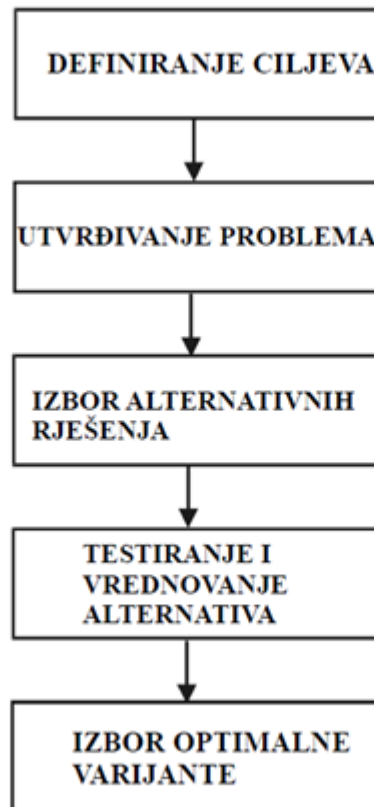 DEFINIRANJE CILJEVA
UTVRĐIVANJE PROBLEMA
IZBOR ALTERNATIVNIH
RJEŠENJA
TESTIRANJE I
VREDNOVANJE
ALTERNATIVA
IZBOR OPTIMALNE
VARIJANTE